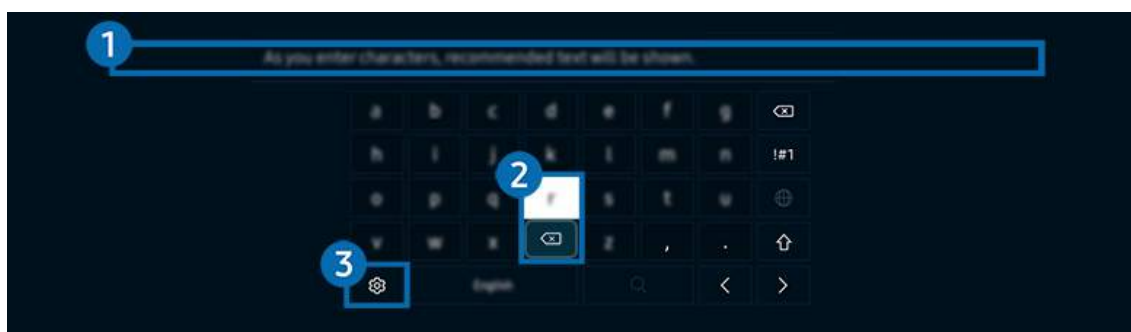 1
As you enter characters, recommended text will be shown.
a b c d e f g
h i j k l m n !#1
2
o p q r s t u
v w x z , .
3
English